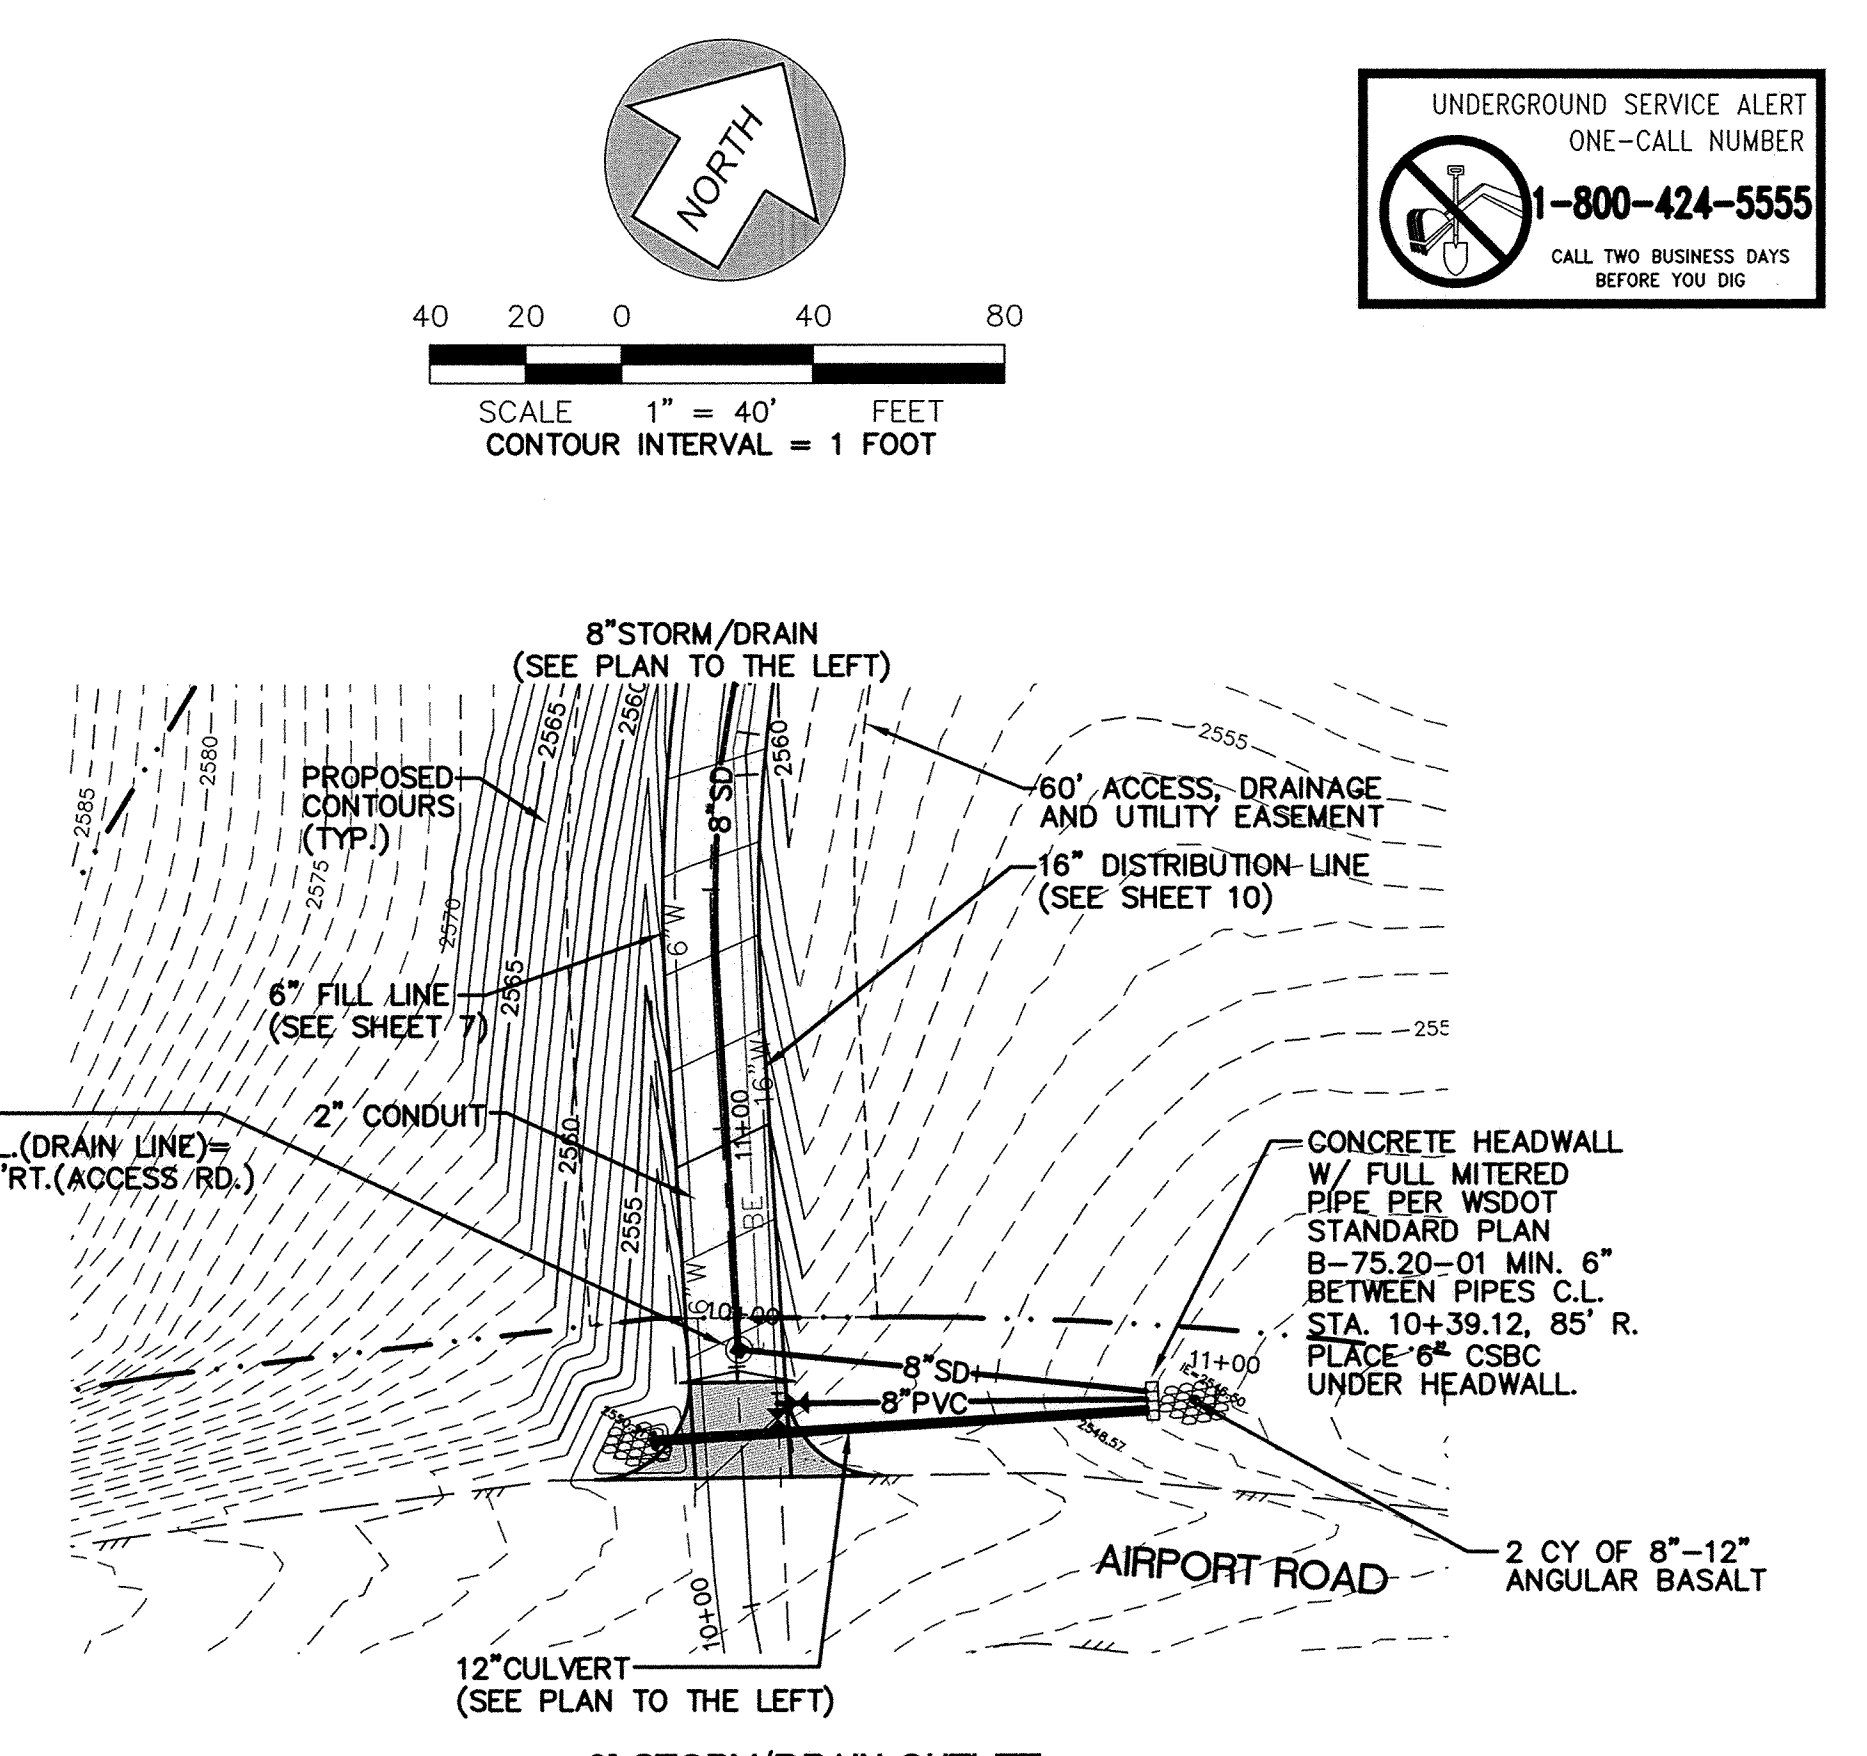 NORTH
UNDERGROUND SERVICE ALERT
ONE-CALL NUMBER
1-800-424-5555
CALL TWO BUSINESS DAYS
BEFORE YOU DIG
40 20 0 40 80
SCALE 1" = 40' FEET
CONTOUR INTERVAL = 1 FOOT
8"STORM/DRAIN
(SEE PLAN TO THE LEFT)
2585
2580
2575
2570
2565
2560
2560
2555
PROPOSED
CONTOURS
(TYP.)
8"SD
60' ACCESS, DRAINAGE
AND UTILITY EASEMENT
16" DISTRIBUTION LINE
(SEE SHEET 10)
6"W
2565
6" FILL LINE
(SEE SHEET 7)
16"W
11+00
255
2" CONDUIT
2560
L.(DRAIN LINE)=
'RT.(ACCESS RD.)
2555
BE
6"W
10+00
CONCRETE HEADWALL
W/ FULL MITERED
PIPE PER WSDOT
STANDARD PLAN
B-75.20-01 MIN. 6"
BETWEEN PIPES C.L.
STA. 10+39.12, 85' R.
PLACE 6" CSBC
UNDER HEADWALL.
8"SD
8"PVC
11+00
IE=2546.50
2548.57
AIRPORT ROAD
2 CY OF 8"-12"
ANGULAR BASALT
10+00
12"CULVERT
(SEE PLAN TO THE LEFT)